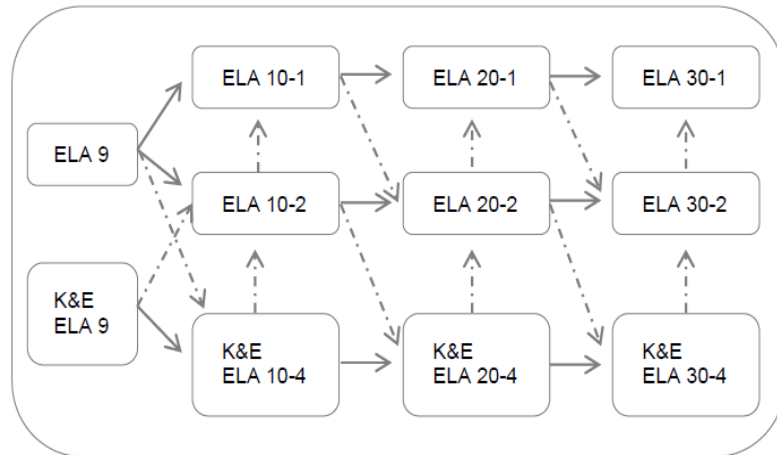 ELA 10-1
ELA 20-1
ELA 30-1
ELA 9
ELA 10-2
ELA 20-2
ELA 30-2
K&E
ELA 9
K&E
ELA 10-4
K&E
ELA 20-4
K&E
ELA 30-4